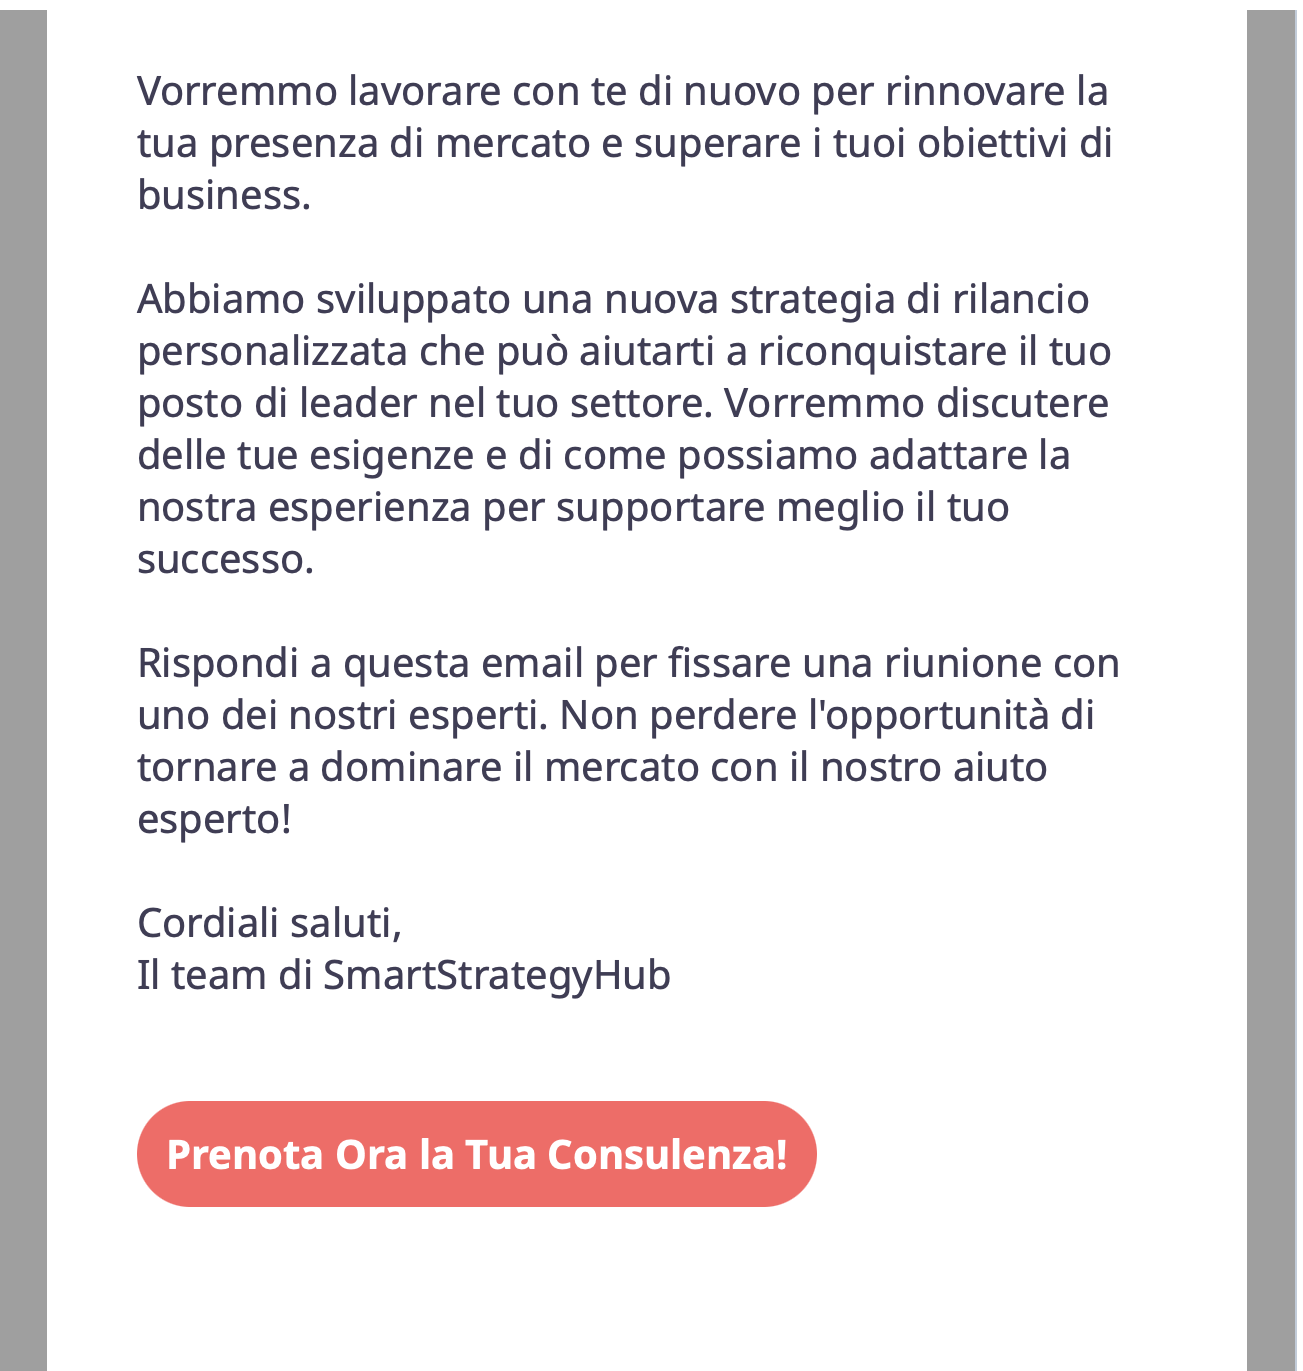 Vorremmo lavorare con te di nuovo per rinnovare la
tua presenza di mercato e superare i tuoi obiettivi di
business.
Abbiamo sviluppato una nuova strategia di rilancio
personalizzata che può aiutarti a riconquistare il tuo
posto di leader nel tuo settore. Vorremmo discutere
delle tue esigenze e di come possiamo adattare la
nostra esperienza per supportare meglio il tuo
successo.
Rispondi a questa email per fissare una riunione con
uno dei nostri esperti. Non perdere l'opportunità di
tornare a dominare il mercato con il nostro aiuto
esperto!
Cordiali saluti,
Il team di SmartStrategyHub
Prenota Ora la Tua Consulenza!